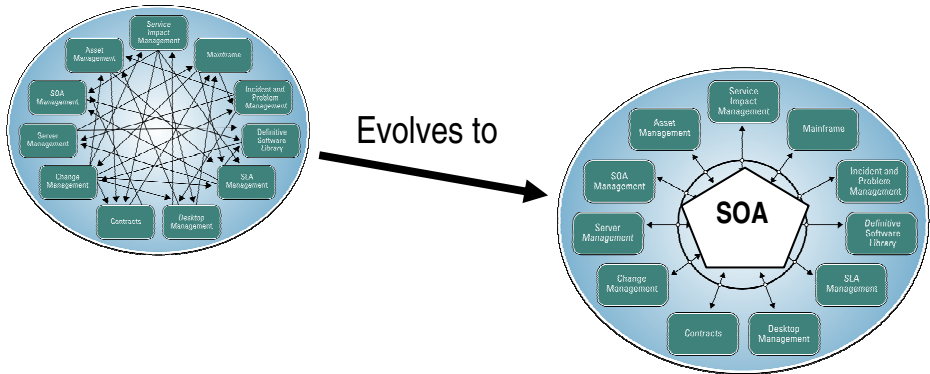 Service
Impact
Management
Asset
Management
Mainframe
SOA
Management
Incident and
Problem
Management
Server
Management
Definitive
Software
Library
Change
Management
SLA
Management
Contracts
Desktop
Management
Evolves to
Service
Impact
Management
Asset
Management
Mainframe
SOA
Management
Incident and
Problem
Management
SOA
Server
Management
Definitive
Software
Library
Change
Management
SLA
Management
Contracts
Desktop
Management